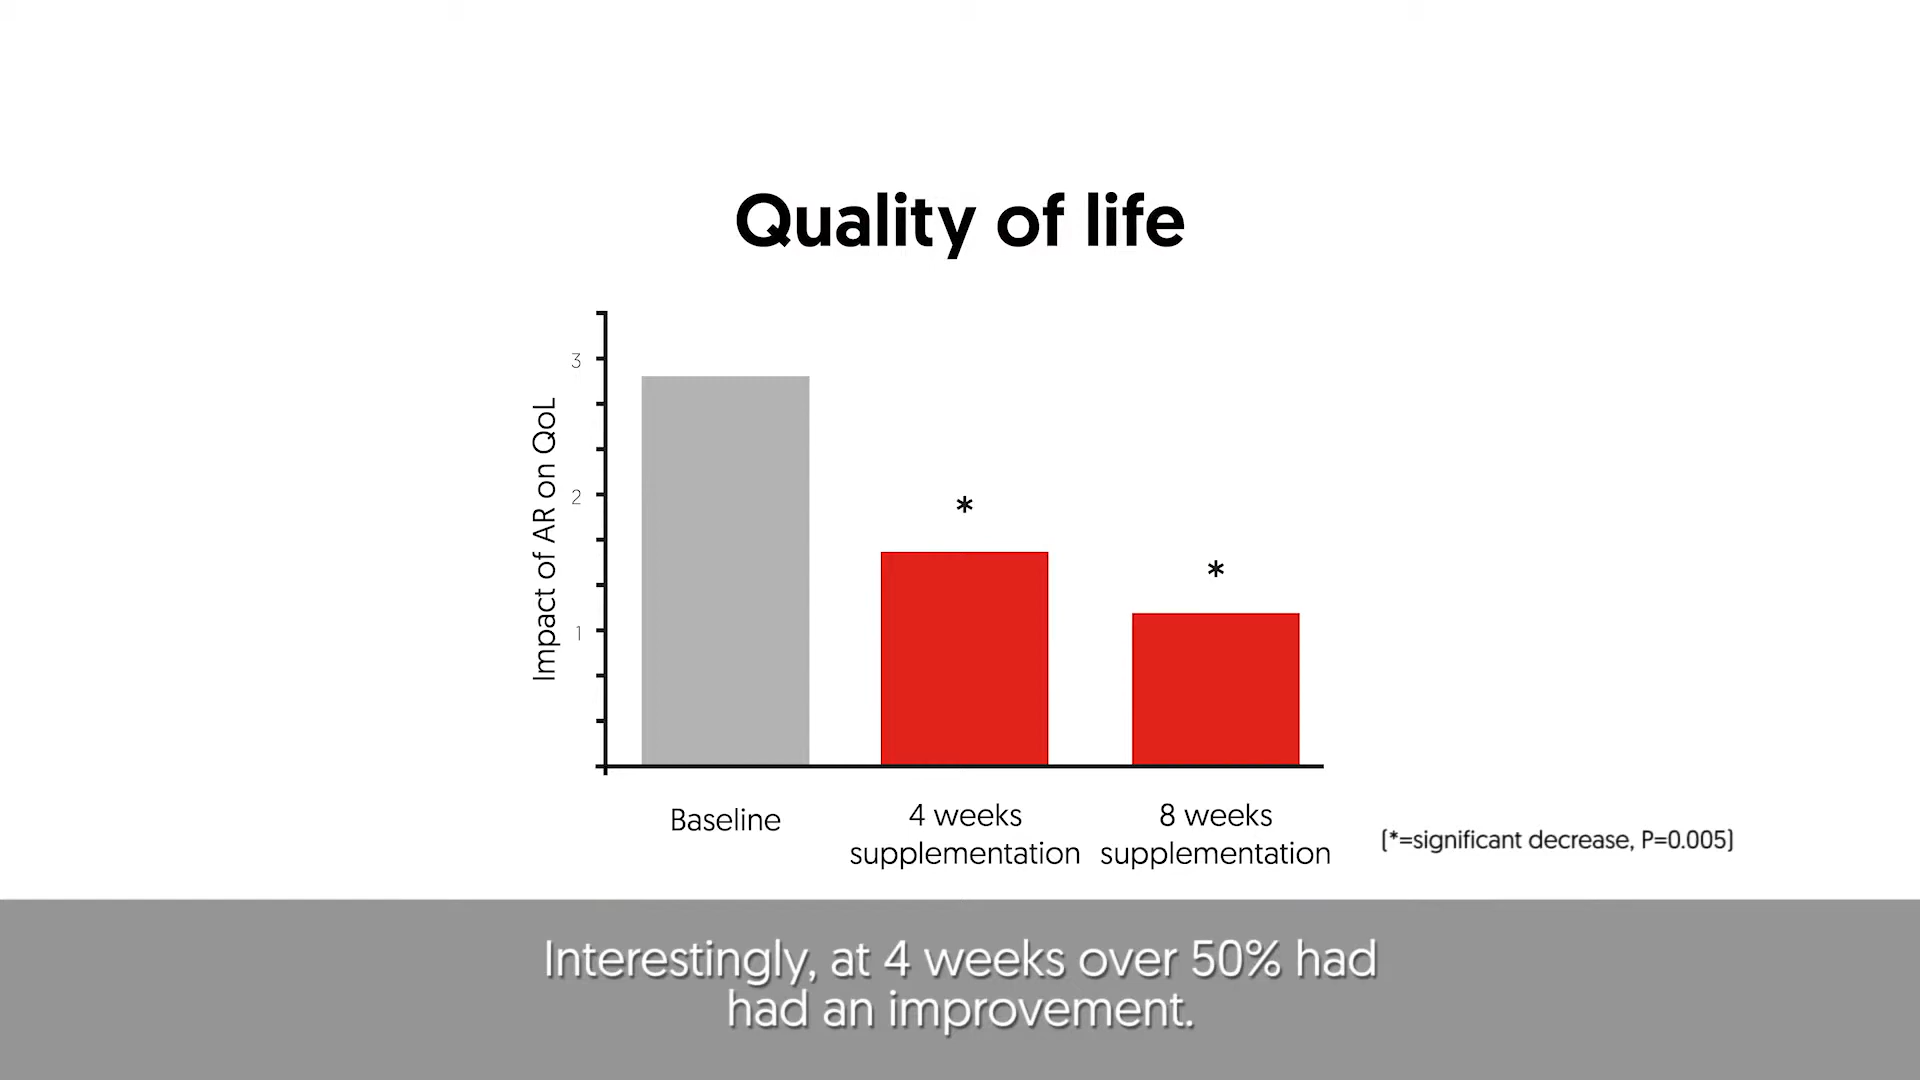 Quality of life
Impact of AR on QoL
3
2
1
*
*
Baseline
4 weeks
supplementation
8 weeks
supplementation
(*=significant decrease, P=0.005)
Interestingly, at 4 weeks over 50% had
had an improvement.